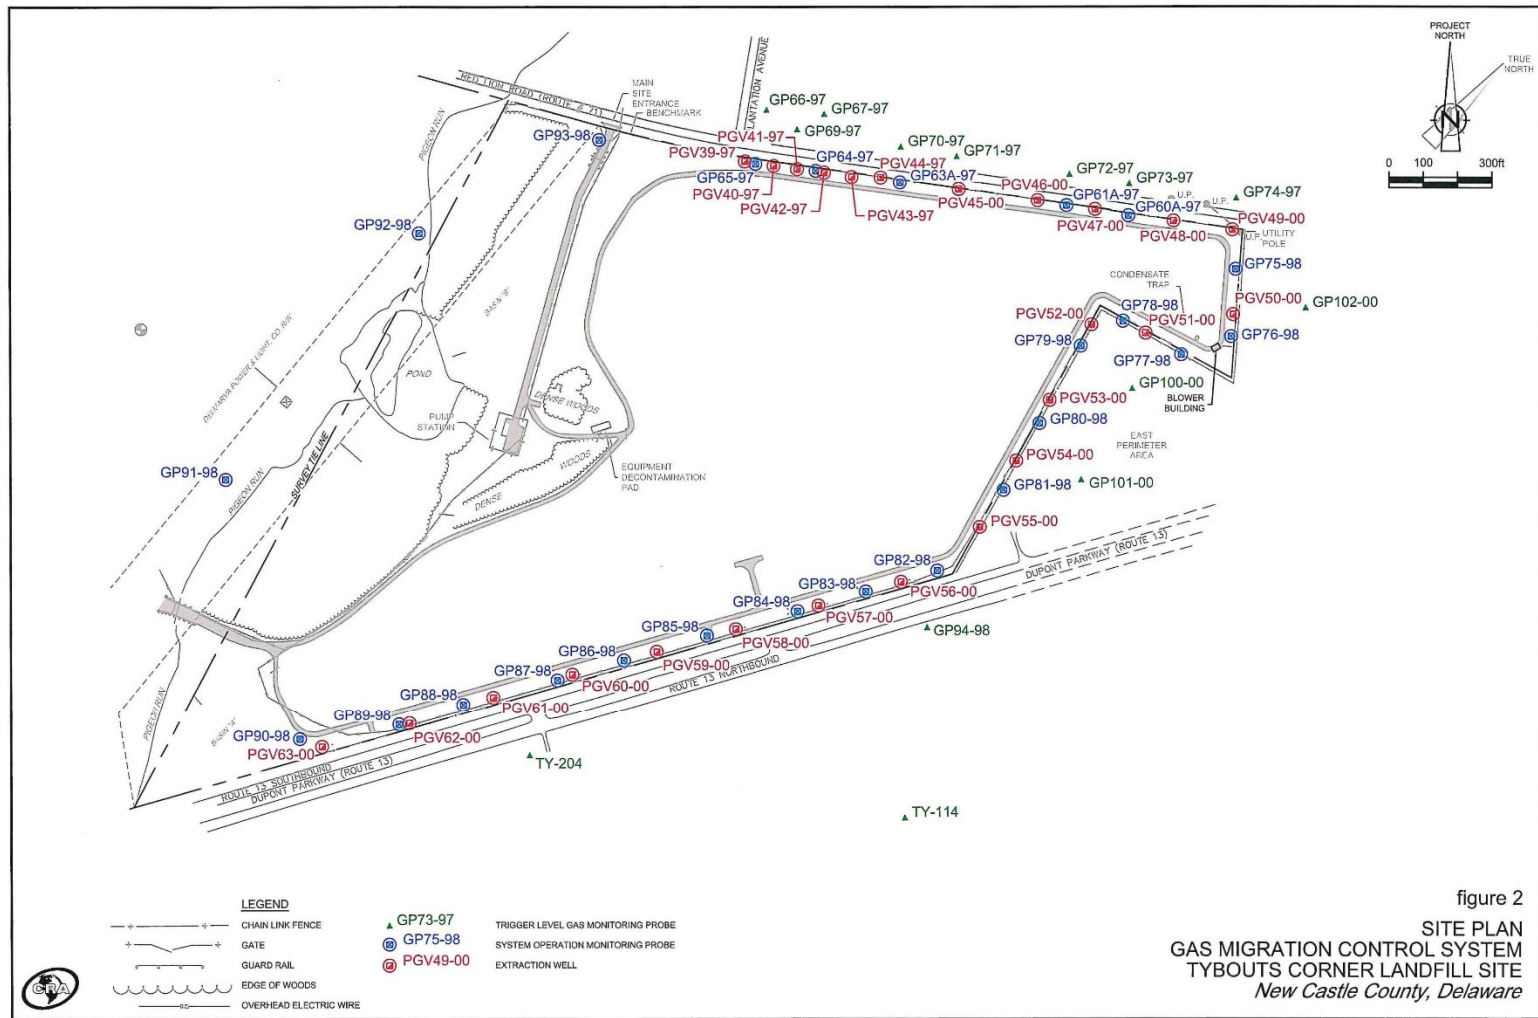 PROJECT
NORTH
TRUE
NORTH
N
0 100 300ft
RED LION ROAD (ROUTE # 71)
MAIN
SITE
ENTRANCE
BENCHMARK
LANTATION AVENUE
GP66-97
GP67-97
GP69-97
GP70-97
GP71-97
GP72-97
GP73-97
GP74-97
GP93-98
PGV41-97
PGV39-97
GP64-97
PGV44-97
GP63A-97
GP65-97
PGV40-97
PGV42-97
PGV43-97
PGV46-00
PGV45-00
GP61A-97
GP60A-97
PGV47-00
PGV48-00
U.P.
U.P.
PGV49-00
U.P.
UTILITY
POLE
PIGEON RUN
GP92-98
BASIN "B"
GP75-98
CONDENSATE
TRAP
PGV50-00
GP102-00
GP78-98
PGV52-00
PGV51-00
GP76-98
GP79-98
GP77-98
DELMARVA POWER & LIGHT CO. R/W
POND
PUMP
STATION
DENSE WOODS
GP100-00
BLOWER
BUILDING
PGV53-00
GP80-98
EAST
PERIMETER
AREA
SURVEY TIE LINE
GP91-98
PIGEON RUN
DENSE
WOODS
EQUIPMENT
DECONTAMINATION
PAD
PGV54-00
GP81-98
GP101-00
PGV55-00
DUPONT PARKWAY (ROUTE 13)
GP82-98
GP83-98
PGV56-00
GP84-98
PGV57-00
GP94-98
GP85-98
PGV58-00
GP86-98
PGV59-00
GP87-98
PGV60-00
ROUTE 13 NORTHBOUND
GP88-98
PGV61-00
GP89-98
PGV62-00
PIGEON RUN
BASIN "A"
GP90-98
PGV63-00
ROUTE 13 SOUTHBOUND
DUPONT PARKWAY (ROUTE 13)
TY-204
TY-114
LEGEND
CHAIN LINK FENCE
GATE
GUARD RAIL
EDGE OF WOODS
OVERHEAD ELECTRIC WIRE
GP73-97 TRIGGER LEVEL GAS MONITORING PROBE
GP75-98 SYSTEM OPERATION MONITORING PROBE
PGV49-00 EXTRACTION WELL
CRA
figure 2
SITE PLAN
GAS MIGRATION CONTROL SYSTEM
TYBOUTS CORNER LANDFILL SITE
New Castle County, Delaware